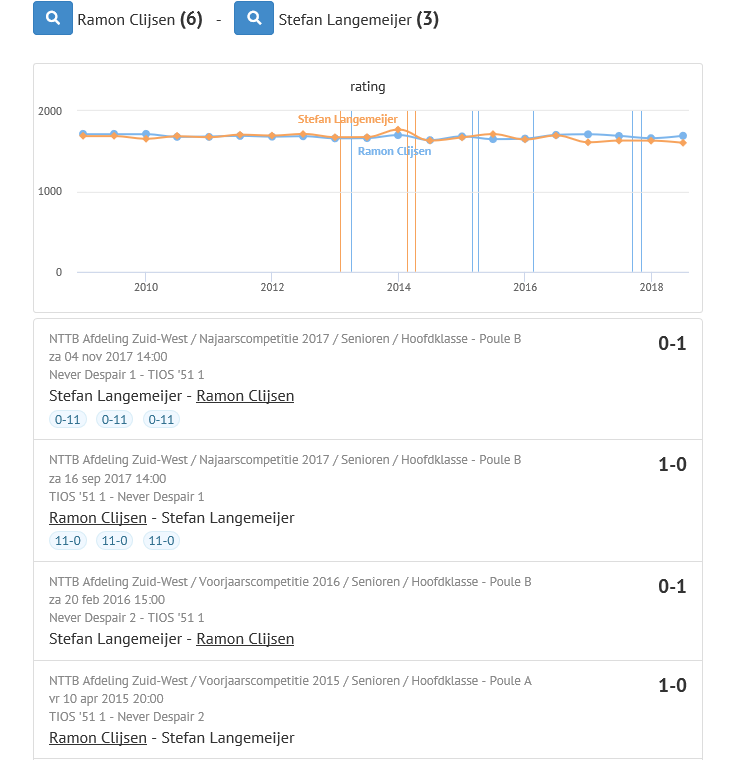 Ramon Clijsen (6) - Stefan Langemeijer (3)
rating
2000
Stefan Langemeijer
Ramon Clijsen
1000
0
2010 2012 2014 2016 2018
NTTB Afdeling Zuid-West / Najaarscompetitie 2017 / Senioren / Hoofdklasse - Poule B
0-1
za 04 nov 2017 14:00
Never Despair 1 - TIOS '51 1
Stefan Langemeijer - Ramon Clijsen
0-11 0-11 0-11
NTTB Afdeling Zuid-West / Najaarscompetitie 2017 / Senioren / Hoofdklasse - Poule B
1-0
za 16 sep 2017 14:00
TIOS '51 1 - Never Despair 1
Ramon Clijsen - Stefan Langemeijer
11-0 11-0 11-0
NTTB Afdeling Zuid-West / Voorjaarscompetitie 2016 / Senioren / Hoofdklasse - Poule B
0-1
za 20 feb 2016 15:00
Never Despair 2 - TIOS '51 1
Stefan Langemeijer - Ramon Clijsen
NTTB Afdeling Zuid-West / Voorjaarscompetitie 2015 / Senioren / Hoofdklasse - Poule A
1-0
vr 10 apr 2015 20:00
TIOS '51 1 - Never Despair 2
Ramon Clijsen - Stefan Langemeijer